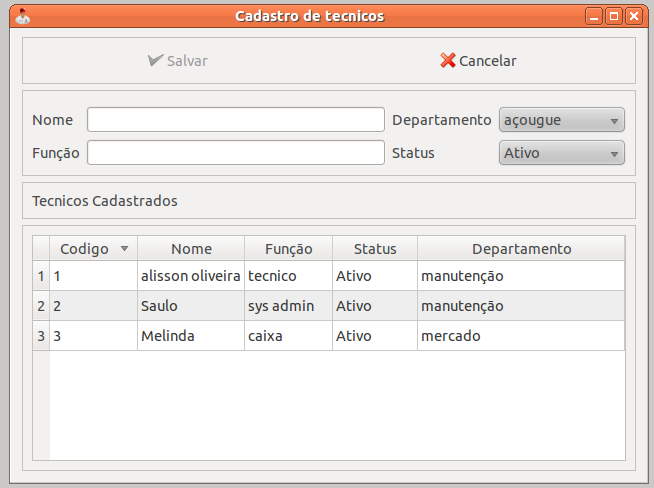 Cadastro de tecnicos
Salvar Cancelar
Nome Departamento açougue
Função Status Ativo
Tecnicos Cadastrados
Codigo Nome Função Status Departamento
1 1 alisson oliveira tecnico Ativo manutenção
2 2 Saulo sys admin Ativo manutenção
3 3 Melinda caixa Ativo mercado